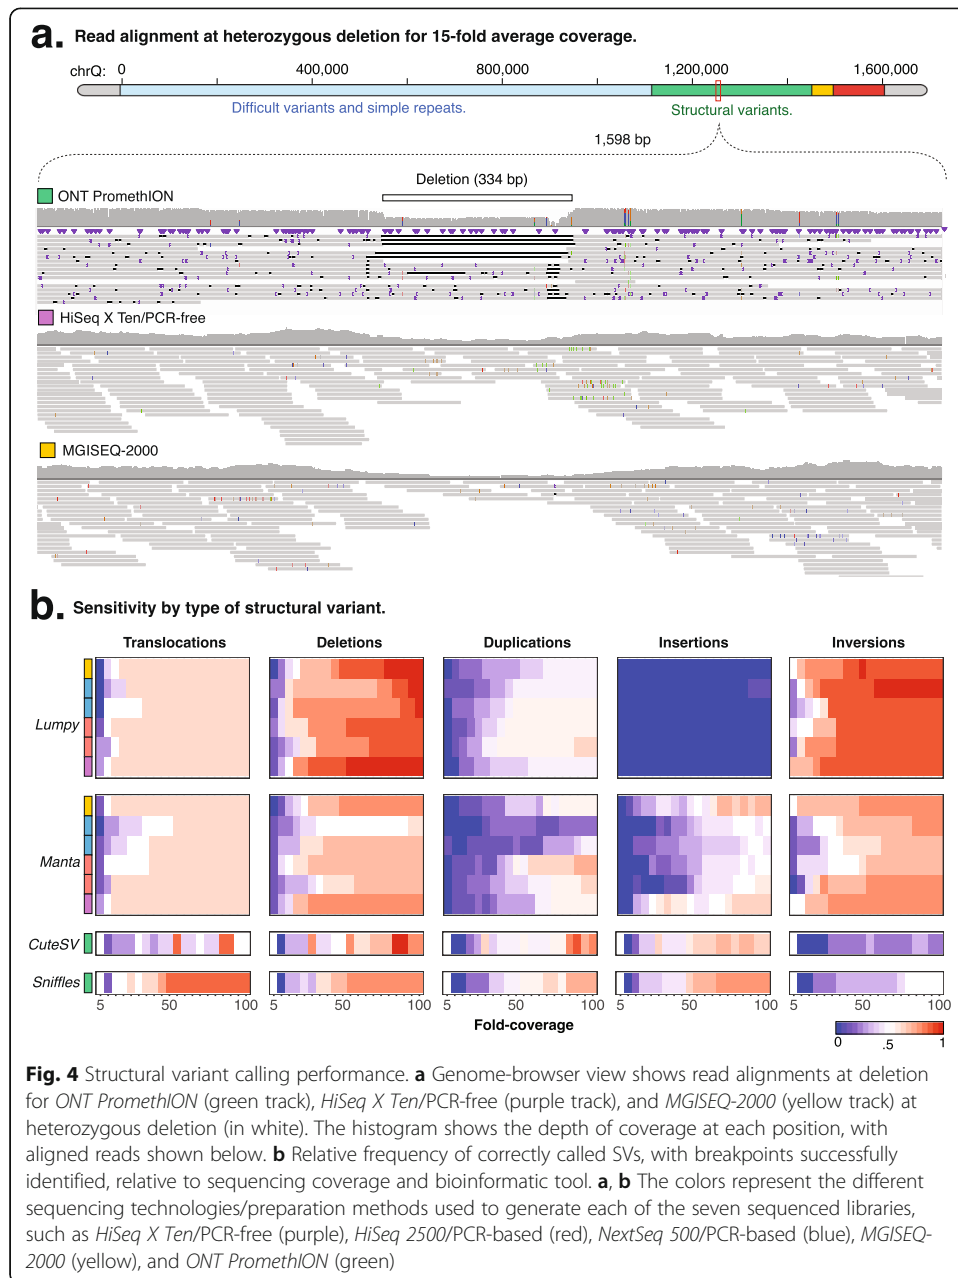 a. Read alignment at heterozygous deletion for 15-fold average coverage.
chrQ: 0 400,000 800,000 1,200,000 1,600,000
Difficult variants and simple repeats. Structural variants.
1,598 bp
Deletion (334 bp)
ONT PromethION
HiSeq X Ten/PCR-free
MGISEQ-2000
b. Sensitivity by type of structural variant.
Translocations Deletions Duplications Insertions Inversions
Lumpy
Manta
CuteSV
Sniffles
5 50 100 5 50 100 5 50 100 5 50 100 5 50 100
Fold-coverage
0 .5 1
Fig. 4 Structural variant calling performance. a Genome-browser view shows read alignments at deletion
for ONT PromethION (green track), HiSeq X Ten/PCR-free (purple track), and MGISEQ-2000 (yellow track) at
heterozygous deletion (in white). The histogram shows the depth of coverage at each position, with
aligned reads shown below. b Relative frequency of correctly called SVs, with breakpoints successfully
identified, relative to sequencing coverage and bioinformatic tool. a, b The colors represent the different
sequencing technologies/preparation methods used to generate each of the seven sequenced libraries,
such as HiSeq X Ten/PCR-free (purple), HiSeq 2500/PCR-based (red), NextSeq 500/PCR-based (blue), MGISEQ-
2000 (yellow), and ONT PromethION (green)